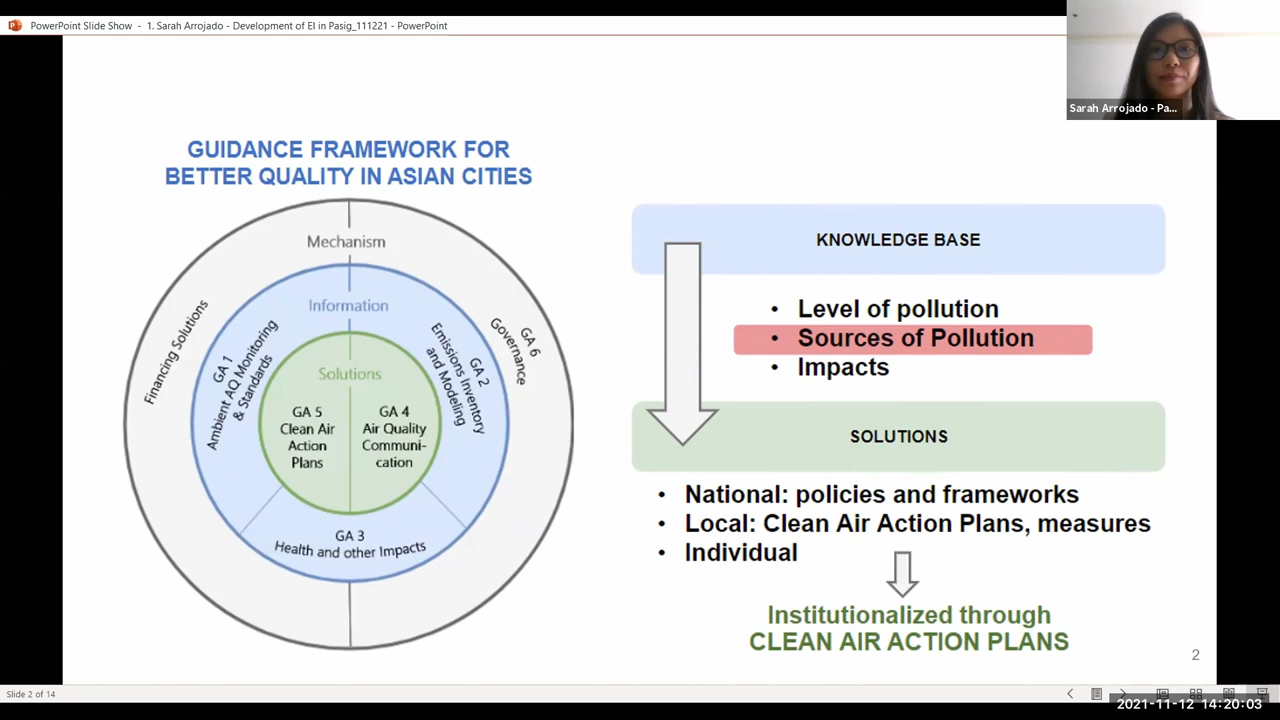 PowerPoint Slide Show - 1. Sarah Arrojado - Development of EI in Pasig_111221 - PowerPoint
Sarah Arrojado - Pa...
GUIDANCE FRAMEWORK FOR
BETTER QUALITY IN ASIAN CITIES
Mechanism
Information
Solutions
Financing Solutions
GA 1
Ambient AQ Monitoring
& Standards
GA 2
Emissions Inventory
and Modeling
GA 6
Governance
GA 5
Clean Air
Action
Plans
GA 4
Air Quality
Communi-
cation
GA 3
Health and other Impacts
KNOWLEDGE BASE
• Level of pollution
• Sources of Pollution
• Impacts
SOLUTIONS
• National: policies and frameworks
• Local: Clean Air Action Plans, measures
• Individual
Institutionalized through
CLEAN AIR ACTION PLANS
2
Slide 2 of 14
2021-11-12 14:20:03